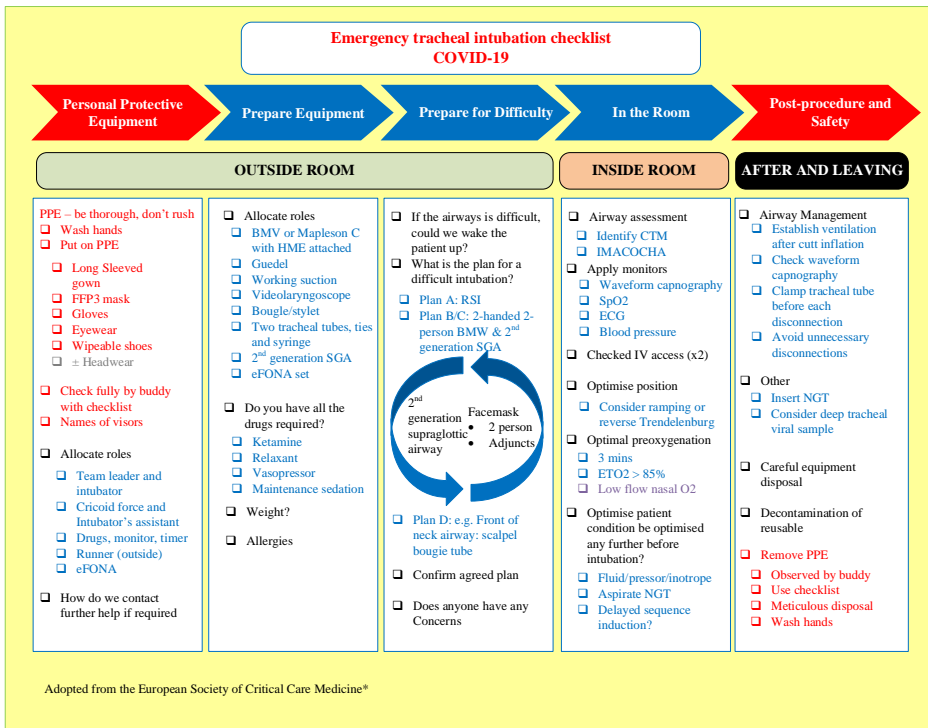 Emergency tracheal intubation checklist
COVID-19
Personal Protective
Equipment
Prepare Equipment
Prepare for Difficulty
In the Room
Post-procedure and
Safety
OUTSIDE ROOM
INSIDE ROOM
AFTER AND LEAVING
PPE – be thorough, don't rush
Wash hands
Put on PPE
Long Sleeved
gown
FFP3 mask
Gloves
Eyewear
Wipeable shoes
± Headwear
Check fully by buddy
with checklist
Names of visors
Allocate roles
Team leader and
intubator
Cricoid force and
Intubator's assistant
Drugs, monitor, timer
Runner (outside)
eFONA
How do we contact
further help if required
Allocate roles
BMV or Mapleson C
with HME attached
Guedel
Working suction
Videolaryngoscope
Bougle/stylet
Two tracheal tubes, ties
and syringe
2nd generation SGA
eFONA set
Do you have all the
drugs required?
Ketamine
Relaxant
Vasopressor
Maintenance sedation
Weight?
Allergies
If the airways is difficult,
could we wake the
patient up?
What is the plan for a
difficult intubation?
Plan A: RSI
Plan B/C: 2-handed 2-
person BMW & 2nd
generation SGA
2nd
generation
supraglottic
airway
Facemask
• 2 person
• Adjuncts
Plan D: e.g. Front of
neck airway: scalpel
bougie tube
Confirm agreed plan
Does anyone have any
Concerns
Airway assessment
Identify CTM
IMACOCHA
Apply monitors
Waveform capnography
SpO2
ECG
Blood pressure
Checked IV access (x2)
Optimise position
Consider ramping or
reverse Trendelenburg
Optimal preoxygenation
3 mins
ETO2 > 85%
Low flow nasal O2
Optimise patient
condition be optimised
any further before
intubation?
Fluid/pressor/inotrope
Aspirate NGT
Delayed sequence
induction?
Airway Management
Establish ventilation
after cutt inflation
Check waveform
capnography
Clamp tracheal tube
before each
disconnection
Avoid unnecessary
disconnections
Other
Insert NGT
Consider deep tracheal
viral sample
Careful equipment
disposal
Decontamination of
reusable
Remove PPE
Observed by buddy
Use checklist
Meticulous disposal
Wash hands
Adopted from the European Society of Critical Care Medicine*